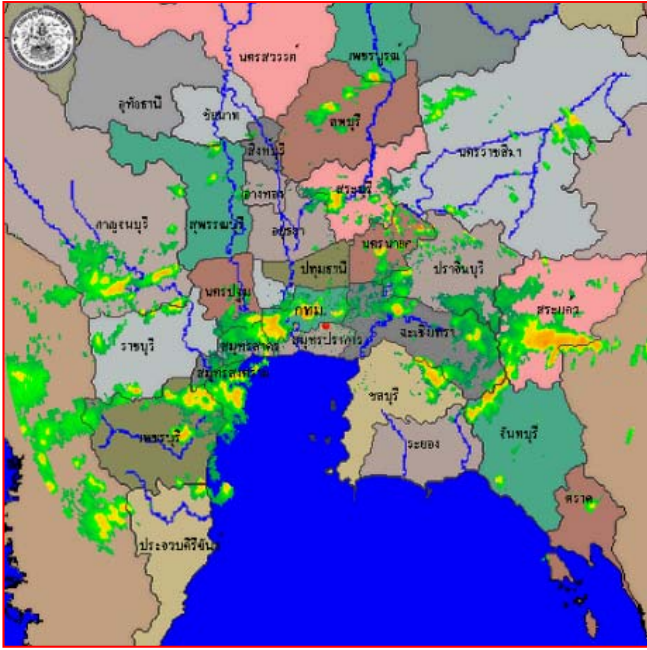 นครสวรรค์
เพชรบูรณ์
อุทัยธานี
ชัยนาท
ลพบุรี
สิงห์บุรี
นครราชสีมา
อ่างทอง
สระบุรี
กาญจนบุรี
สุพรรณบุรี
อยุธยา
นครนายก
ปทุมธานี
ปราจีนบุรี
นครปฐม
กทม.
สระแก้ว
ราชบุรี
สมุทรสาคร
สมุทรปราการ
ฉะเชิงเทรา
สมุทรสงคราม
ชลบุรี
เพชรบุรี
ระยอง
จันทบุรี
ตราด
ประจวบคีรีขันธ์